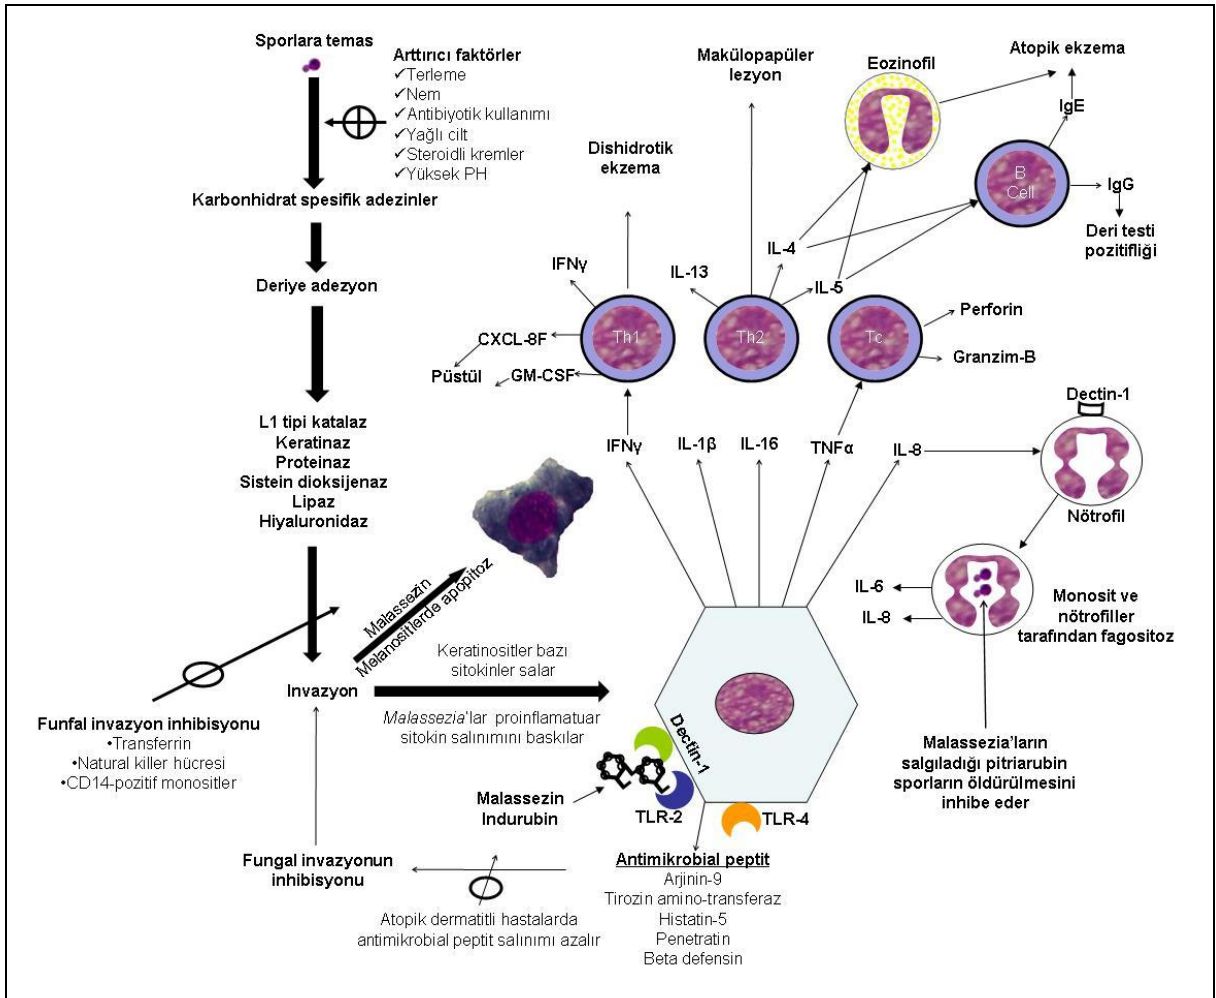 Sporlara temas
Arttırıcı faktörler
✓Terleme
✓Nem
✓Antibiyotik kullanımı
✓Yağlı cilt
✓Steroidli kremler
✓Yüksek PH
Karbonhidrat spesifik adezinler
Deriye adezyon
L1 tipi katalaz
Keratinaz
Proteinaz
Sistein dioksijenaz
Lipaz
Hiyaluronidaz
Malassezin
Melanositlerde apopitoz
Invazyon
Keratinositler bazı
sitokinler salar
Malassezia'lar proinflamatuar
sitokin salınımını baskılar
Funfal invazyon inhibisyonu
•Transferrin
•Natural killer hücresi
•CD14-pozitif monositler
Fungal invazyonun
inhibisyonu
Atopik dermatitli hastalarda
antimikrobial peptit salınımı azalır
Malassezin
Indurubin
Dectin-1
TLR-2
TLR-4
Antimikrobial peptit
Arjinin-9
Tirozin amino-transferaz
Histatin-5
Penetratin
Beta defensin
IFNγ
IL-1β
IL-16
TNFα
IL-8
Dishidrotik
ekzema
IFNγ
CXCL-8F
Püstül
GM-CSF
Th1
Makülopapüler
lezyon
IL-13
IL-4
IL-5
Th2
Tc
Perforin
Granzim-B
Eozinofil
Atopik ekzema
IgE
B
Cell
IgG
Deri testi
pozitifliği
Dectin-1
Nötrofil
IL-6
IL-8
Monosit ve
nötrofiller
tarafından fagositoz
Malassezia'ların
salgıladığı pitriarubin
sporların öldürülmesini
inhibe eder